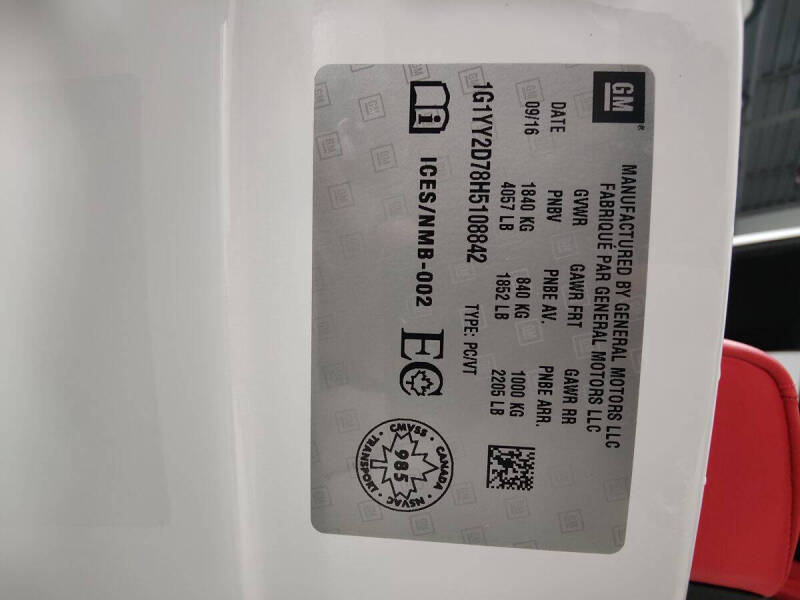 GM®
MANUFACTURED BY GENERAL MOTORS LLC
FABRIQUÉ PAR GENERAL MOTORS LLC
DATE GVWR GAWR FRT GAWR RR
PNBV PNBE AV. PNBE ARR.
09/16 1840 KG 840 KG 1000 KG
4057 LB 1852 LB 2205 LB
1G1YY2D78H5108842 TYPE: PC/VT
i ICES/NMB-002 EC
CANADA
CMVSS
985
NSVAC
TRANSPORT